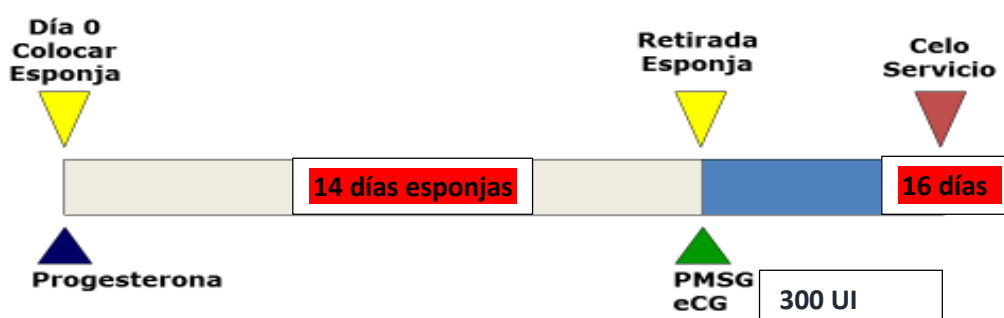 Día 0
Colocar
Esponja
Retirada
Esponja
Celo
Servicio
14 días esponjas
16 días
Progesterona
PMSG
eCG
300 UI